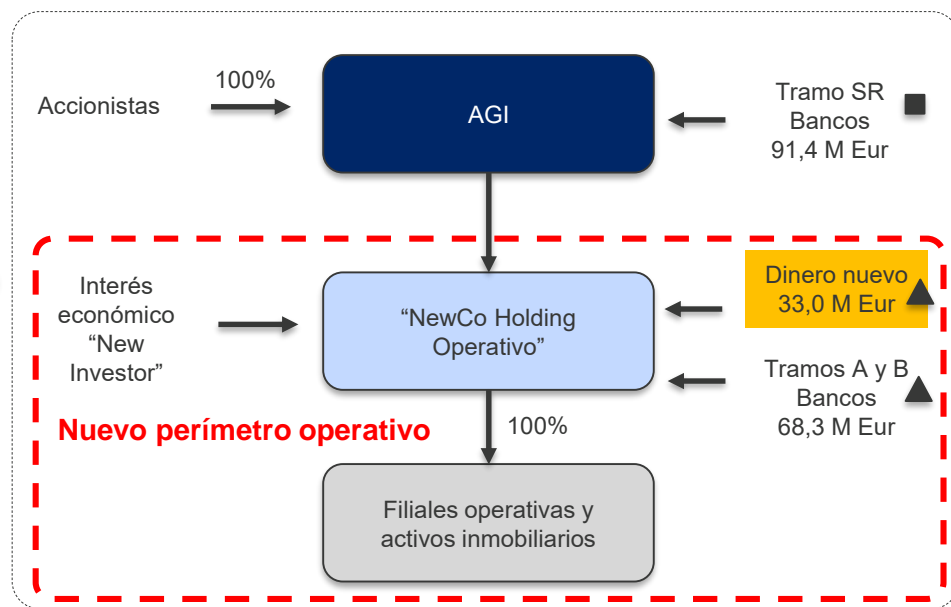 Accionistas
100%
AGI
Tramo SR
Bancos
91,4 M Eur
Interés
económico
“New
Investor”
“NewCo Holding
Operativo”
Dinero nuevo
33,0 M Eur
Tramos A y B
Bancos
68,3 M Eur
Nuevo perímetro operativo
100%
Filiales operativas y
activos inmobiliarios